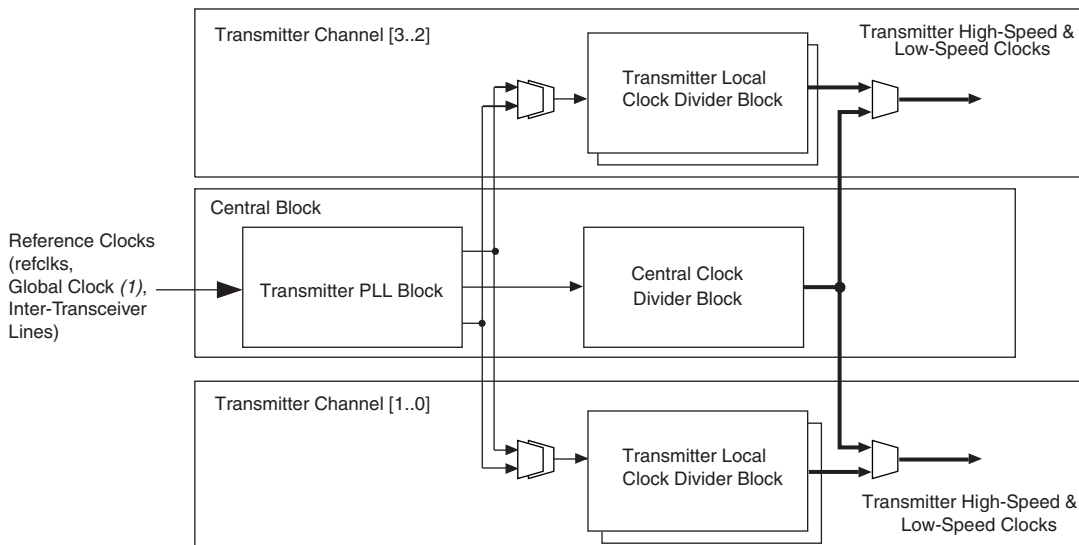 Transmitter Channel [3..2]
Transmitter High-Speed &
Low-Speed Clocks
Transmitter Local
Clock Divider Block
Central Block
Reference Clocks
(refclks,
Global Clock (1),
Inter-Transceiver
Lines)
Transmitter PLL Block
Central Clock
Divider Block
Transmitter Channel [1..0]
Transmitter Local
Clock Divider Block
Transmitter High-Speed &
Low-Speed Clocks